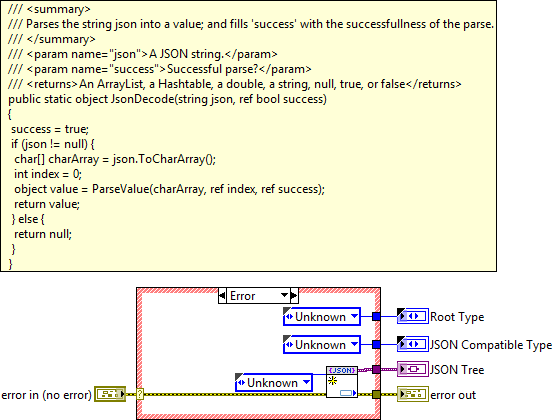 /// <summary>
/// Parses the string json into a value; and fills 'success' with the successfullness of the parse.
/// </summary>
/// <param name="json">A JSON string.</param>
/// <param name="success">Successful parse?</param>
/// <returns>An ArrayList, a Hashtable, a double, a string, null, true, or false</returns>
public static object JsonDecode(string json, ref bool success)
{
success = true;
if (json != null) {
char[] charArray = json.ToCharArray();
int index = 0;
object value = ParseValue(charArray, ref index, ref success);
return value;
} else {
return null;
}
}
Error
Unknown
Root Type
Unknown
JSON Compatible Type
{JSON}
JSON Tree
Unknown
error in (no error)
?
error out